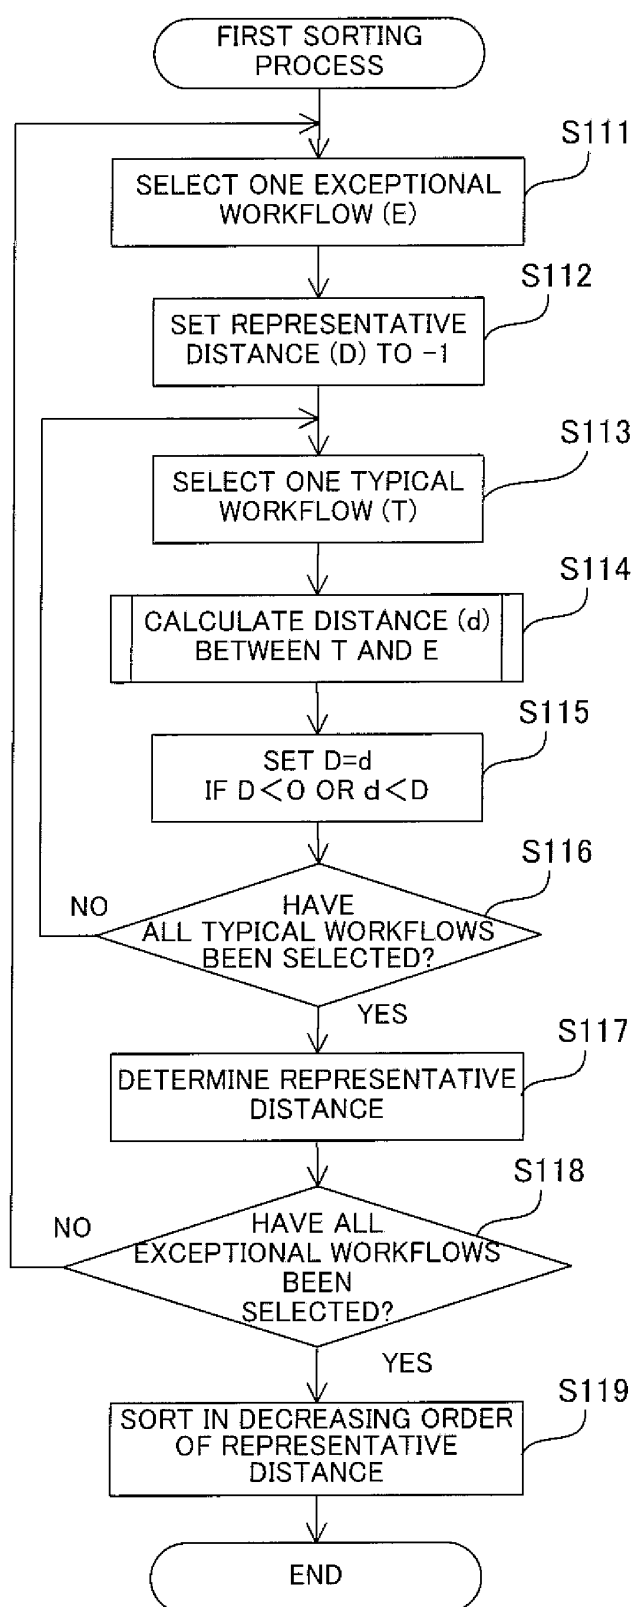 FIRST SORTING
PROCESS
S111
SELECT ONE EXCEPTIONAL
WORKFLOW (E)
S112
SET REPRESENTATIVE
DISTANCE (D) TO -1
S113
SELECT ONE TYPICAL
WORKFLOW (T)
S114
CALCULATE DISTANCE (d)
BETWEEN T AND E
S115
SET D=d
IF D<0 OR d<D
S116
NO
HAVE
ALL TYPICAL WORKFLOWS
BEEN SELECTED?
YES
S117
DETERMINE REPRESENTATIVE
DISTANCE
S118
NO
HAVE ALL
EXCEPTIONAL WORKFLOWS
BEEN
SELECTED?
YES
S119
SORT IN DECREASING ORDER
OF REPRESENTATIVE
DISTANCE
END